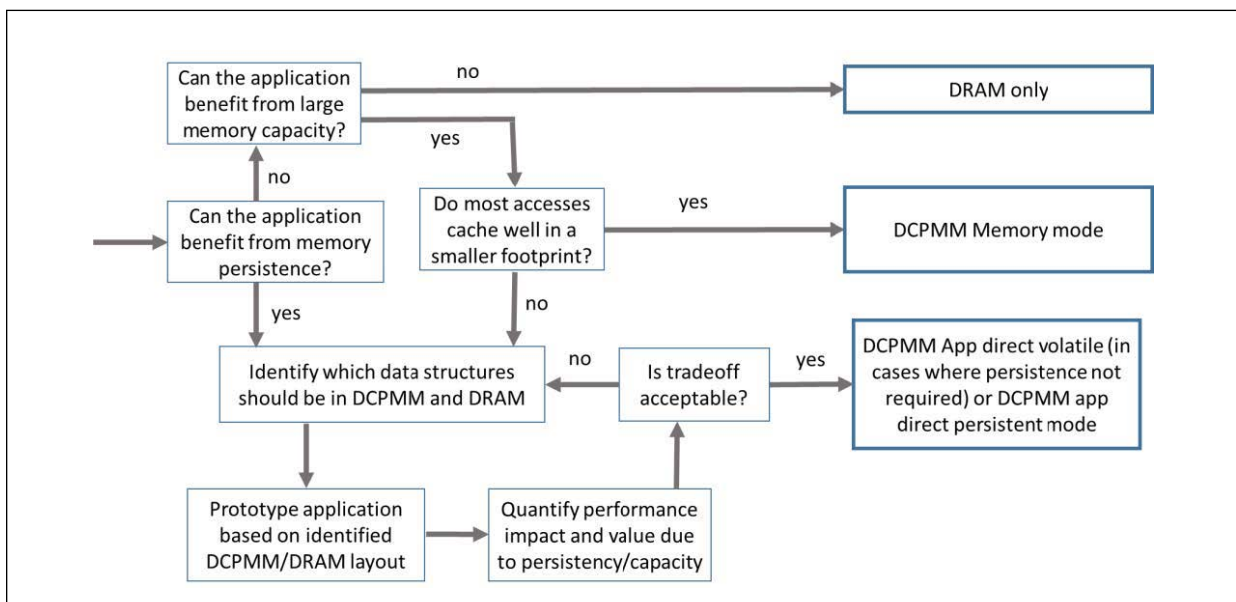 Can the application
benefit from large
memory capacity?
no
DRAM only
yes
no
Can the application
benefit from memory
persistence?
Do most accesses
cache well in a
smaller footprint?
yes
DCPMM Memory mode
yes
no
Identify which data structures
should be in DCPMM and DRAM
no
Is tradeoff
acceptable?
yes
DCPMM App direct volatile (in
cases where persistence not
required) or DCPMM app
direct persistent mode
Prototype application
based on identified
DCPMM/DRAM layout
Quantify performance
impact and value due
to persistency/capacity